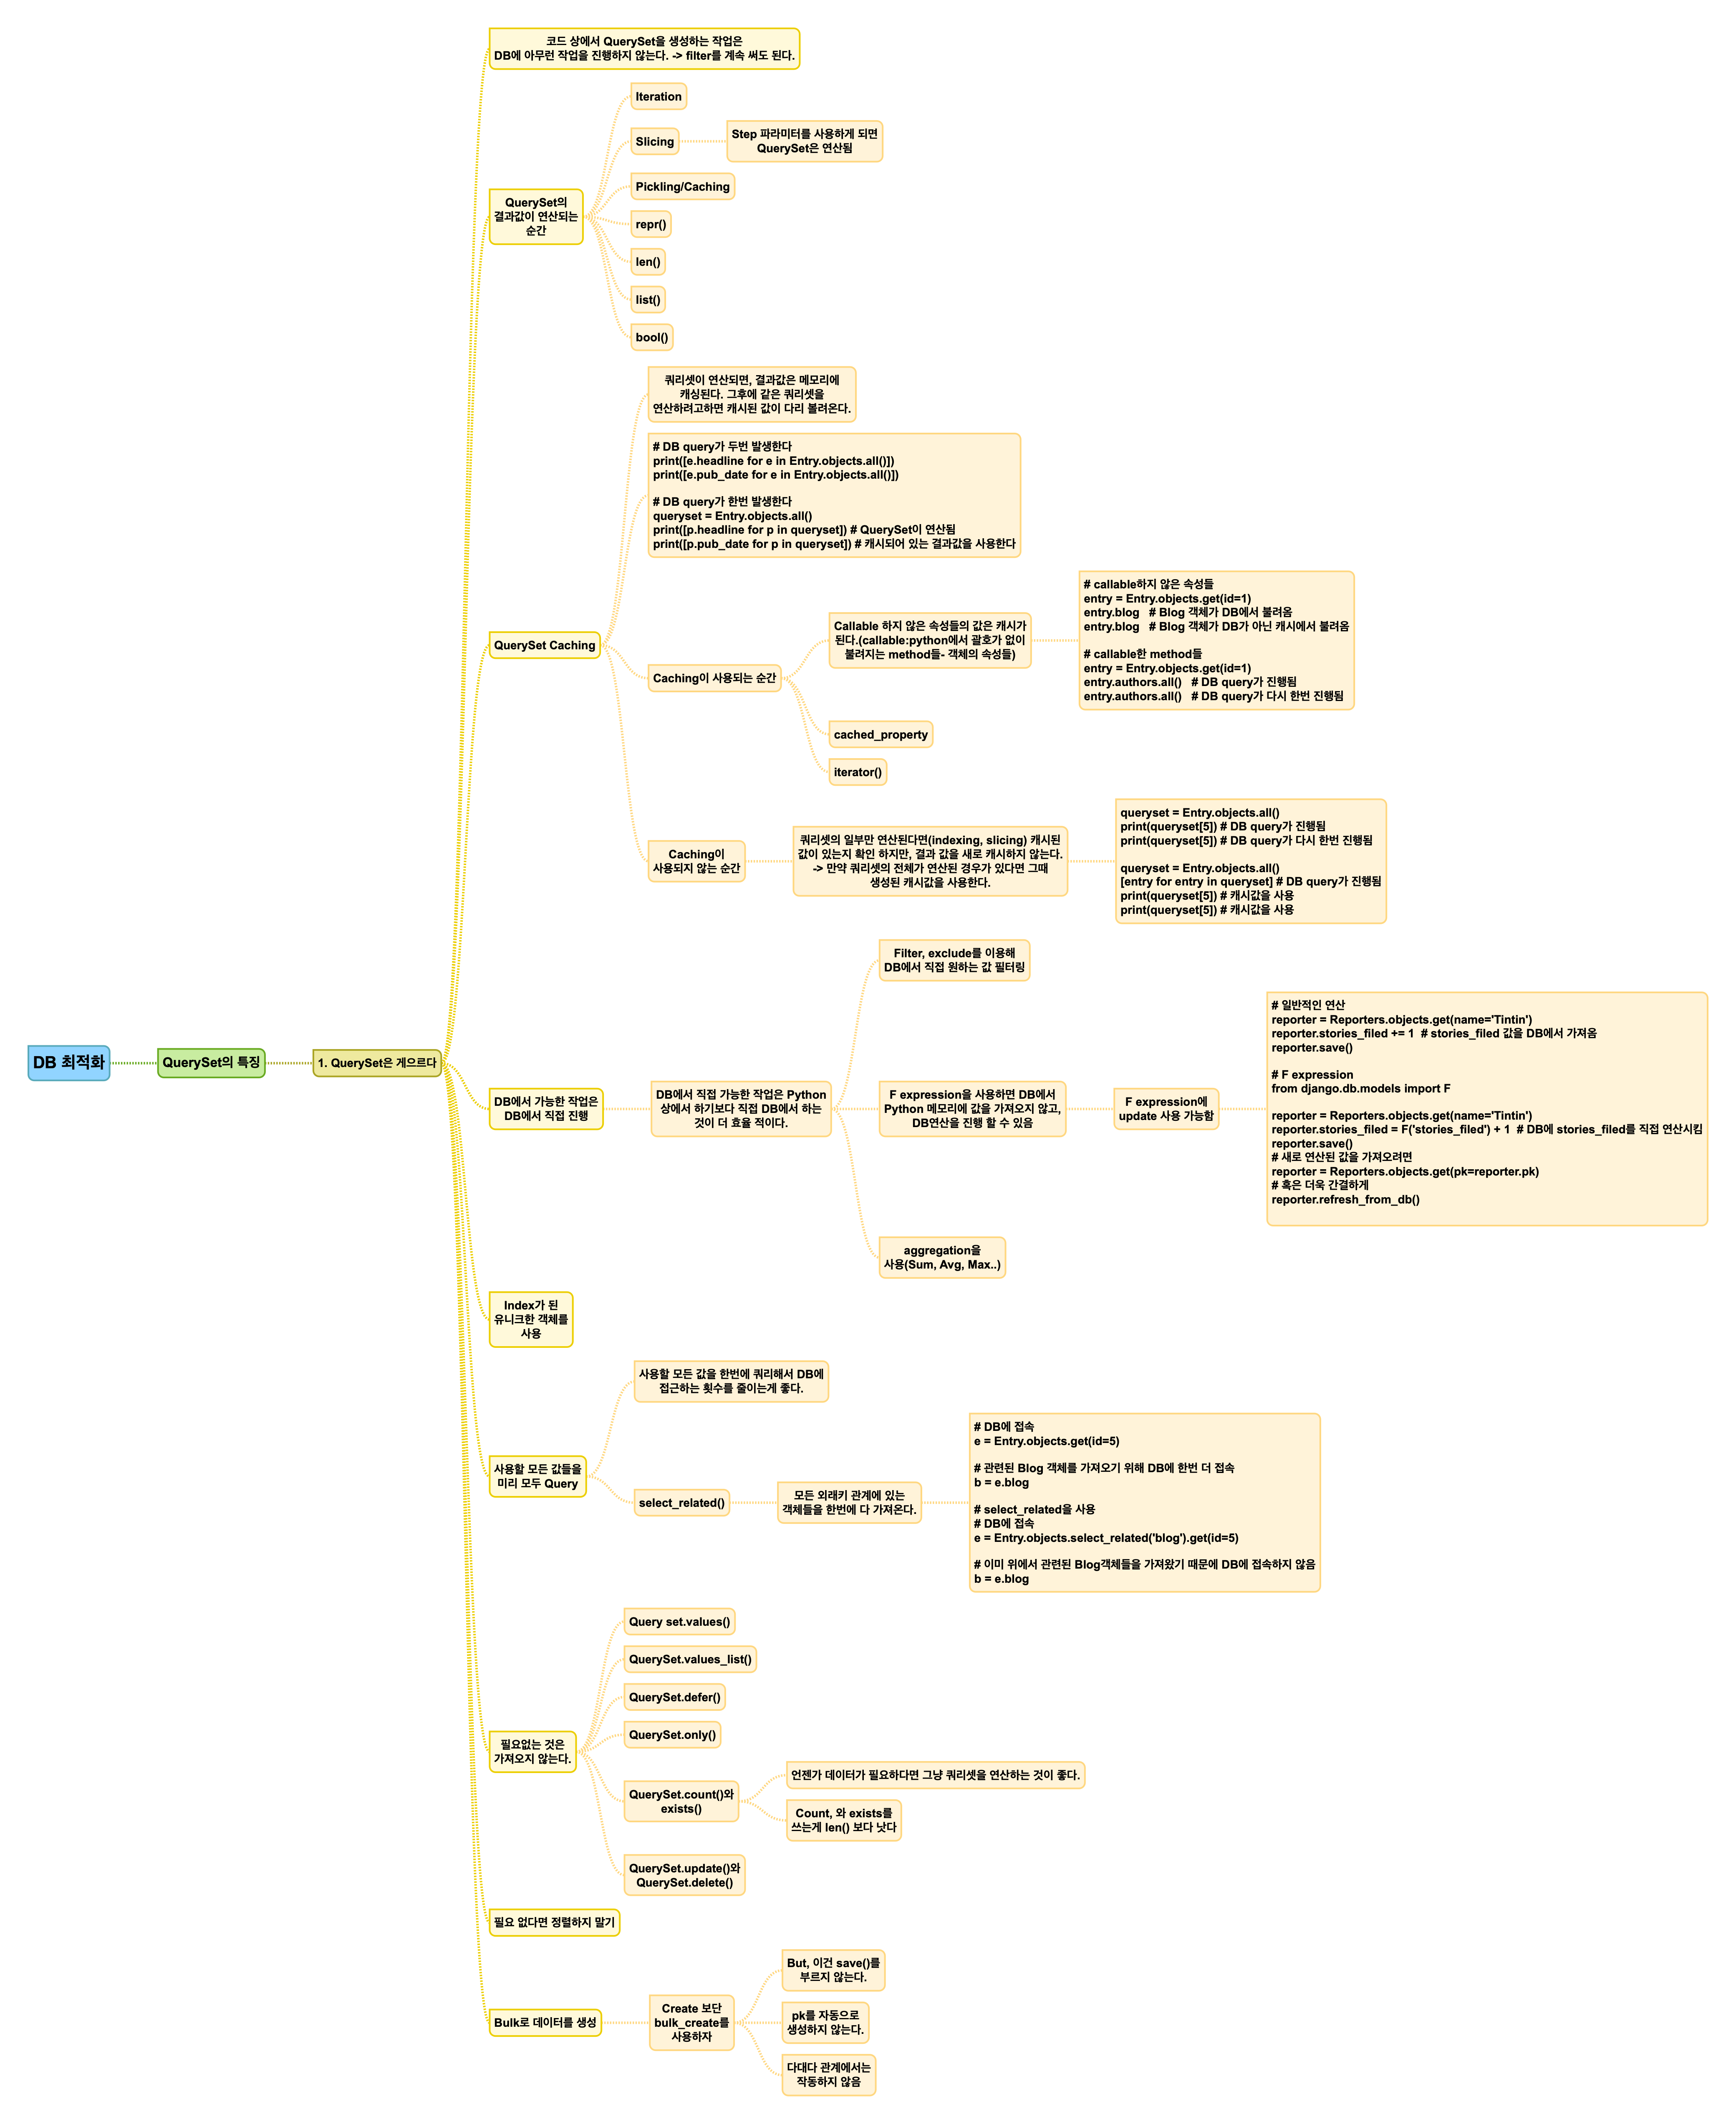 DB 최적화
QuerySet의 특징
1. QuerySet은 게으르다
코드 상에서 QuerySet을 생성하는 작업은
DB에 아무런 작업을 진행하지 않는다. -> filter를 계속 써도 된다.
QuerySet의
결과값이 연산되는
순간
Iteration
Slicing
Step 파라미터를 사용하게 되면
QuerySet은 연산됨
Pickling/Caching
repr()
len()
list()
bool()
QuerySet Caching
쿼리셋이 연산되면, 결과값은 메모리에
캐싱된다. 그후에 같은 쿼리셋을
연산하려고하면 캐시된 값이 다리 불려온다.
# DB query가 두번 발생한다
print([e.headline for e in Entry.objects.all()])
print([e.pub_date for e in Entry.objects.all()])
# DB query가 한번 발생한다
queryset = Entry.objects.all()
print([p.headline for p in queryset]) # QuerySet이 연산됨
print([p.pub_date for p in queryset]) # 캐시되어 있는 결과값을 사용한다
Caching이 사용되는 순간
Callable 하지 않은 속성들의 값은 캐시가
된다.(callable:python에서 괄호가 없이
불려지는 method들- 객체의 속성들)
# callable하지 않은 속성들
entry = Entry.objects.get(id=1)
entry.blog   # Blog 객체가 DB에서 불려옴
entry.blog   # Blog 객체가 DB가 아닌 캐시에서 불려옴
# callable한 method들
entry = Entry.objects.get(id=1)
entry.authors.all()   # DB query가 진행됨
entry.authors.all()   # DB query가 다시 한번 진행됨
cached_property
iterator()
Caching이
사용되지 않는 순간
쿼리셋의 일부만 연산된다면(indexing, slicing) 캐시된
값이 있는지 확인 하지만, 결과 값을 새로 캐시하지 않는다.
-> 만약 쿼리셋의 전체가 연산된 경우가 있다면 그때
생성된 캐시값을 사용한다.
queryset = Entry.objects.all()
print(queryset[5]) # DB query가 진행됨
print(queryset[5]) # DB query가 다시 한번 진행됨
queryset = Entry.objects.all()
[entry for entry in queryset] # DB query가 진행됨
print(queryset[5]) # 캐시값을 사용
print(queryset[5]) # 캐시값을 사용
DB에서 가능한 작업은
DB에서 직접 진행
DB에서 직접 가능한 작업은 Python
상에서 하기보다 직접 DB에서 하는
것이 더 효율 적이다.
Filter, exclude를 이용해
DB에서 직접 원하는 값 필터링
F expression을 사용하면 DB에서
Python 메모리에 값을 가져오지 않고,
DB연산을 진행 할 수 있음
F expression에
update 사용 가능함
# 일반적인 연산
reporter = Reporters.objects.get(name='Tintin')
reporter.stories_filed += 1  # stories_filed 값을 DB에서 가져옴
reporter.save()
# F expression
from django.db.models import F
reporter = Reporters.objects.get(name='Tintin')
reporter.stories_filed = F('stories_filed') + 1  # DB에 stories_filed를 직접 연산시킴
reporter.save()
# 새로 연산된 값을 가져오려면
reporter = Reporters.objects.get(pk=reporter.pk)
# 혹은 더욱 간결하게
reporter.refresh_from_db()
aggregation을
사용(Sum, Avg, Max..)
Index가 된
유니크한 객체를
사용
사용할 모든 값들을
미리 모두 Query
사용할 모든 값을 한번에 쿼리해서 DB에
접근하는 횟수를 줄이는게 좋다.
select_related()
모든 외래키 관계에 있는
객체들을 한번에 다 가져온다.
# DB에 접속
e = Entry.objects.get(id=5)
# 관련된 Blog 객체를 가져오기 위해 DB에 한번 더 접속
b = e.blog
# select_related을 사용
# DB에 접속
e = Entry.objects.select_related('blog').get(id=5)
# 이미 위에서 관련된 Blog객체들을 가져왔기 때문에 DB에 접속하지 않음
b = e.blog
필요없는 것은
가져오지 않는다.
Query set.values()
QuerySet.values_list()
QuerySet.defer()
QuerySet.only()
QuerySet.count()와
exists()
언젠가 데이터가 필요하다면 그냥 쿼리셋을 연산하는 것이 좋다.
Count, 와 exists를
쓰는게 len() 보다 낫다
QuerySet.update()와
QuerySet.delete()
필요 없다면 정렬하지 말기
Bulk로 데이터를 생성
Create 보단
bulk_create를
사용하자
But, 이건 save()를
부르지 않는다.
pk를 자동으로
생성하지 않는다.
다대다 관계에서는
작동하지 않음